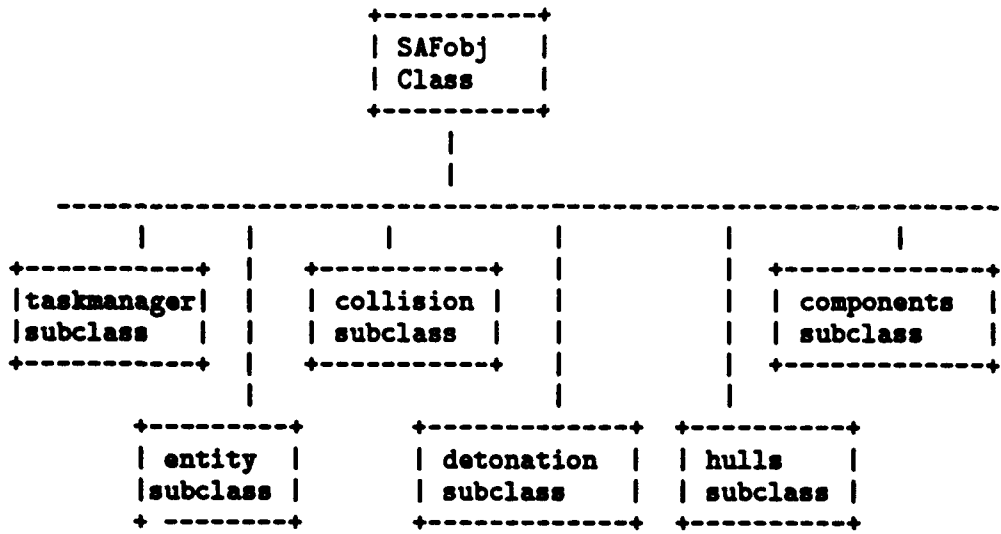 SAFobj
Class
taskmanager
subclass
collision
subclass
components
subclass
entity
subclass
detonation
subclass
hulls
subclass